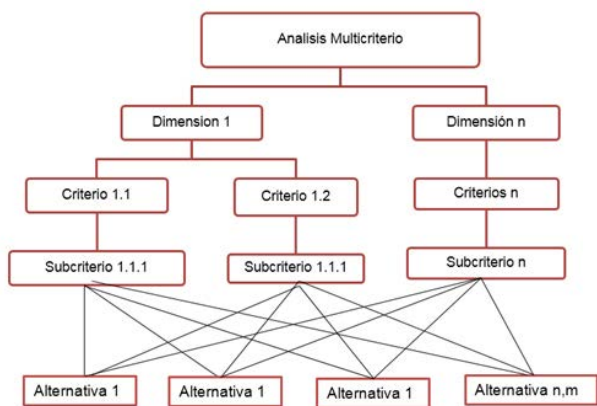 Analisis Multicriterio
Dimension 1
Dimensión n
Criterio 1.1
Criterio 1.2
Criterios n
Subcriterio 1.1.1
Subcriterio 1.1.1
Subcriterio n
Alternativa 1
Alternativa 1
Alternativa 1
Alternativa n,m